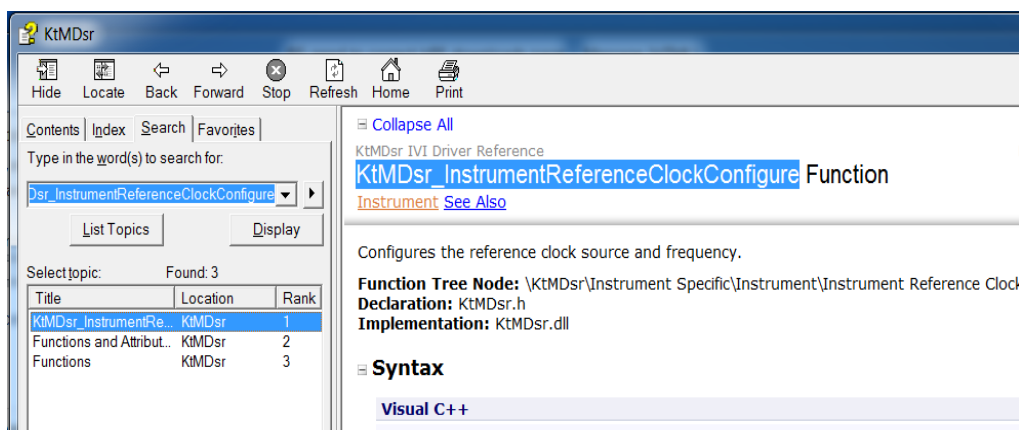 KtMDsr
Hide Locate Back Forward Stop Refresh Home Print
Contents Index Search Favorites
Type in the word(s) to search for:
Dsr_InstrumentReferenceClockConfigure
List Topics Display
Select topic: Found: 3
Title Location Rank
KtMDsr_InstrumentRe... KtMDsr 1
Functions and Attribut... KtMDsr 2
Functions KtMDsr 3
Collapse All
KtMDsr IVI Driver Reference
KtMDsr_InstrumentReferenceClockConfigure Function
Instrument See Also
Configures the reference clock source and frequency.
Function Tree Node: \KtMDsr\Instrument Specific\Instrument\Instrument Reference Clock
Declaration: KtMDsr.h
Implementation: KtMDsr.dll
Syntax
Visual C++